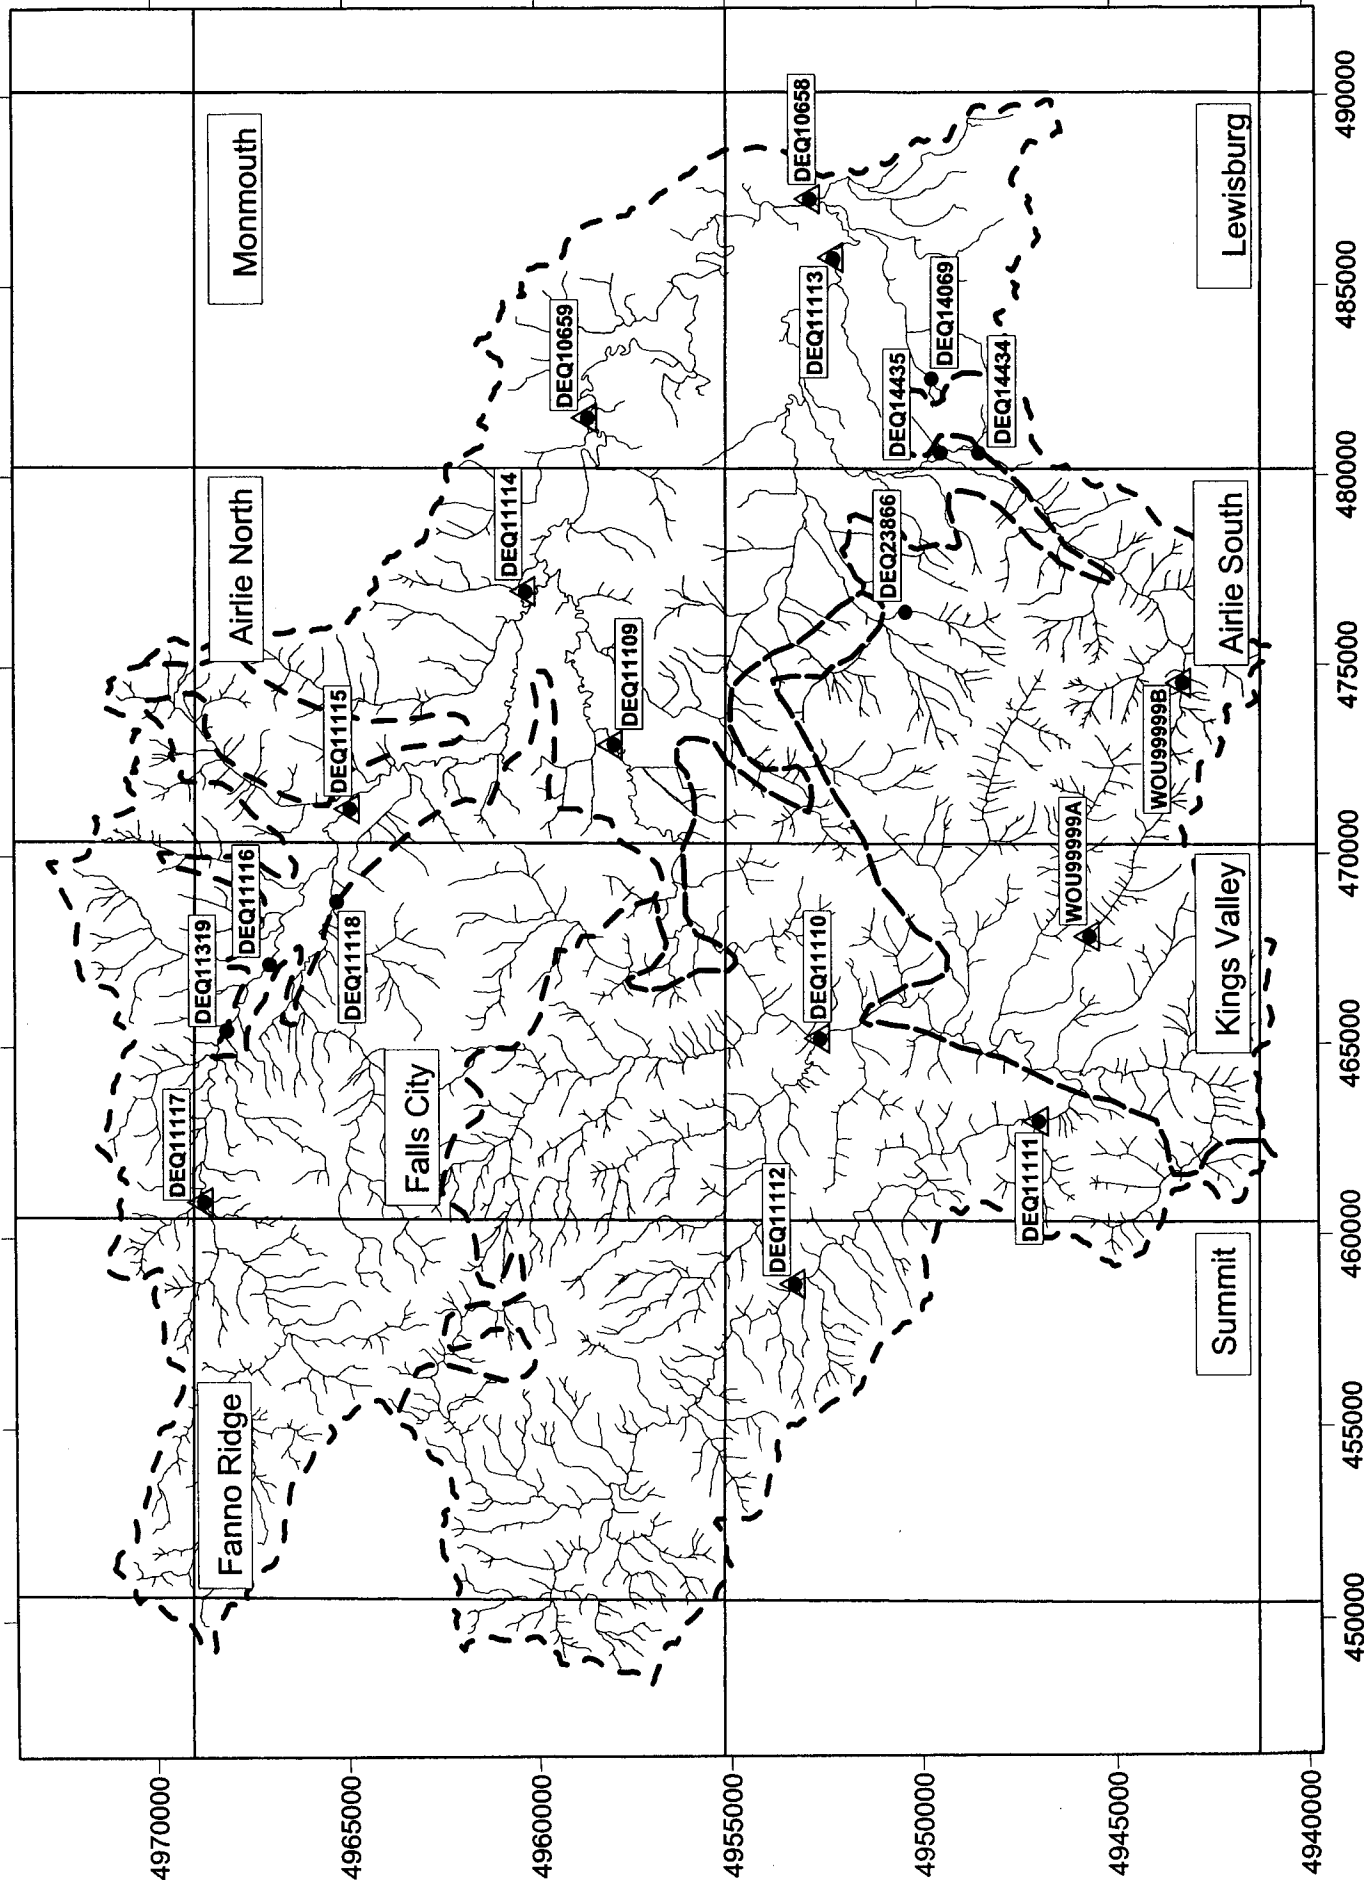 Fanno Ridge
Falls City
Airlie North
Monmouth
Summit
Kings Valley
Airlie South
Lewisburg
DEQ11117
DEQ11319
DEQ11116
DEQ11118
DEQ11115
DEQ11114
DEQ10659
DEQ11109
DEQ10658
DEQ11113
DEQ14069
DEQ14435
DEQ14434
DEQ23866
DEQ11112
DEQ11110
DEQ11111
WOU99999A
WOU99999B
4970000
4965000
4960000
4955000
4950000
4945000
4940000
450000
455000
460000
465000
470000
475000
480000
485000
490000